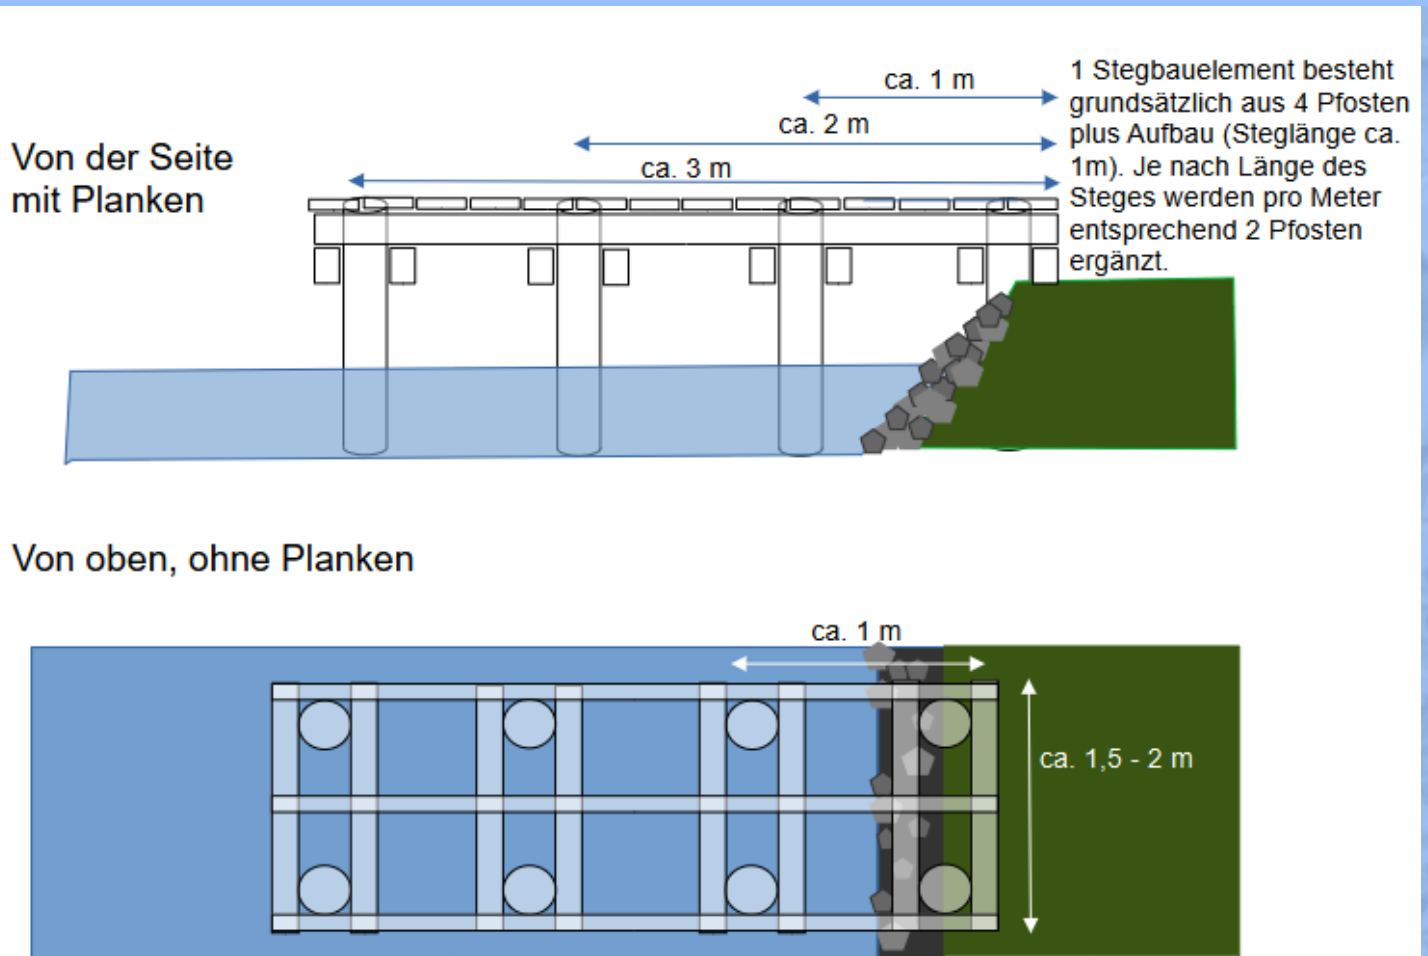 ca. 1 m
ca. 2 m
ca. 3 m
1 Stegbauelement besteht
grundsätzlich aus 4 Pfosten
plus Aufbau (Steglänge ca.
1m). Je nach Länge des
Steges werden pro Meter
entsprechend 2 Pfosten
ergänzt.
Von der Seite
mit Planken
Von oben, ohne Planken
ca. 1 m
ca. 1,5 - 2 m